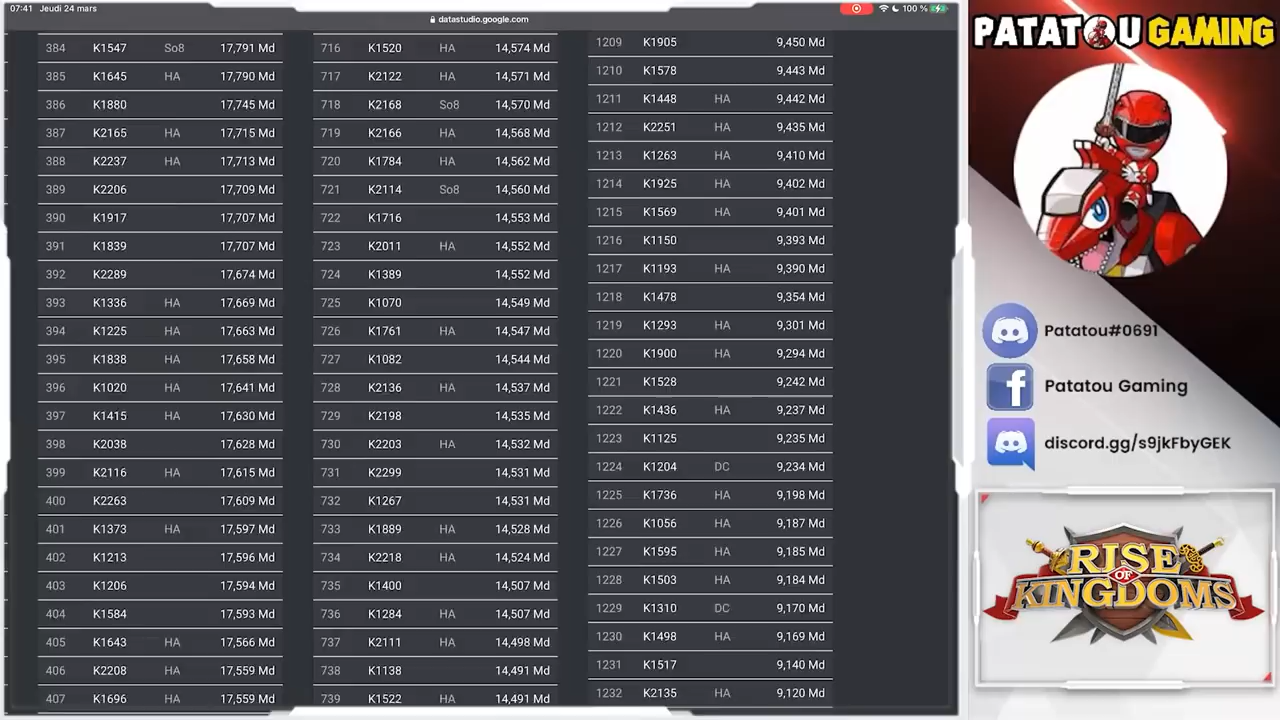 07:41 Jeudi 24 mars
datastudio.google.com
100 %
384 K1547 So8 17,791 Md
385 K1645 HA 17,790 Md
386 K1880 17,745 Md
387 K2165 HA 17,715 Md
388 K2237 HA 17,713 Md
389 K2206 17,709 Md
390 K1917 17,707 Md
391 K1839 17,707 Md
392 K2289 17,674 Md
393 K1336 HA 17,669 Md
394 K1225 HA 17,663 Md
395 K1838 HA 17,658 Md
396 K1020 HA 17,641 Md
397 K1415 HA 17,630 Md
398 K2038 17,628 Md
399 K2116 HA 17,615 Md
400 K2263 17,609 Md
401 K1373 HA 17,597 Md
402 K1213 17,596 Md
403 K1206 17,594 Md
404 K1584 17,593 Md
405 K1643 HA 17,566 Md
406 K2208 HA 17,559 Md
407 K1696 HA 17,559 Md
716 HA 14,574 Md
717 K2122 HA 14,571 Md
718 K2168 So8 14,570 Md
719 K2160 HA 14,568 Md
720 K1784 HA 14,562 Md
721 K2114 So8 14,560 Md
722 K1710 14,553 Md
723 K2011 HA 14,552 Md
724 K1389 14,552 Md
725 K1070 14,549 Md
726 K1761 HA 14,547 Md
727 K1082 14,544 Md
728 K2136 HA 14,537 Md
729 K2198 14,535 Md
730 K2203 HA 14,532 Md
731 K2299 14,531 Md
732 K1267 14,531 Md
733 K1889 HA 14,528 Md
734 K2218 HA 14,524 Md
735 K1400 14,507 Md
736 K1284 HA 14,507 Md
737 K2111 HA 14,498 Md
738 K1138 14,491 Md
739 K1522 HA 14,491 Md
1209 K1905 9,450 Md
1210 K1578 9,443 Md
1211 K1448 HA 9,442 Md
1212 K2251 HA 9,435 Md
1213 K1263 HA 9,410 Md
1214 K1925 HA 9,402 Md
1215 K1569 HA 9,401 Md
1216 K1150 9,393 Md
1217 K1193 HA 9,390 Md
1218 K1478 9,354 Md
1219 K1293 HA 9,301 Md
1220 K1900 HA 9,294 Md
1221 K1528 9,242 Md
1222 K1436 HA 9,237 Md
1223 K1125 9,235 Md
1224 K1204 DC 9,234 Md
1225 K1736 HA 9,198 Md
1226 K1056 HA 9,187 Md
1227 K1595 HA 9,185 Md
1228 K1503 HA 9,184 Md
1229 K1310 DC 9,170 Md
1230 K1498 HA 9,169 Md
1231 K1517 9,140 Md
1232 K2135 HA 9,120 Md
PATATOU GAMING
Patatou#0691
Patatou Gaming
discord.gg/s9jkFbyGEK
RISE
OF
KINGDOMS